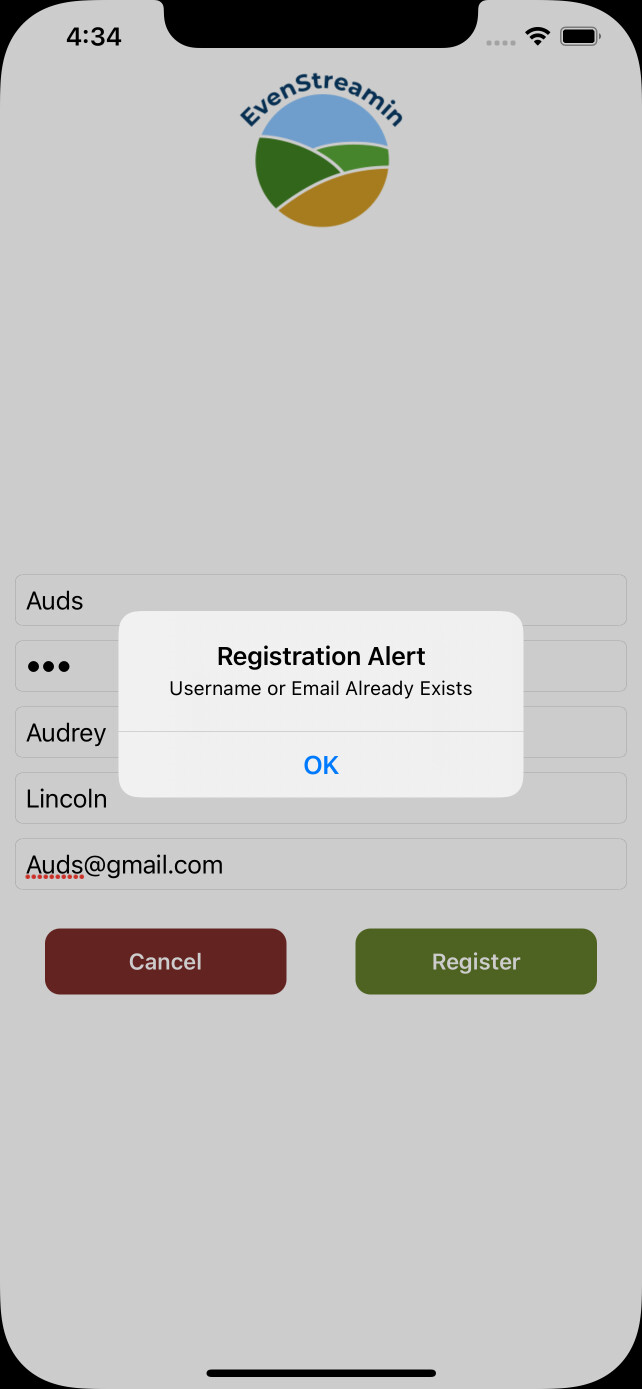 4:34
EvenStreamin
Auds
•••
Audrey
Lincoln
Auds@gmail.com
Registration Alert
Username or Email Already Exists
OK
Cancel
Register